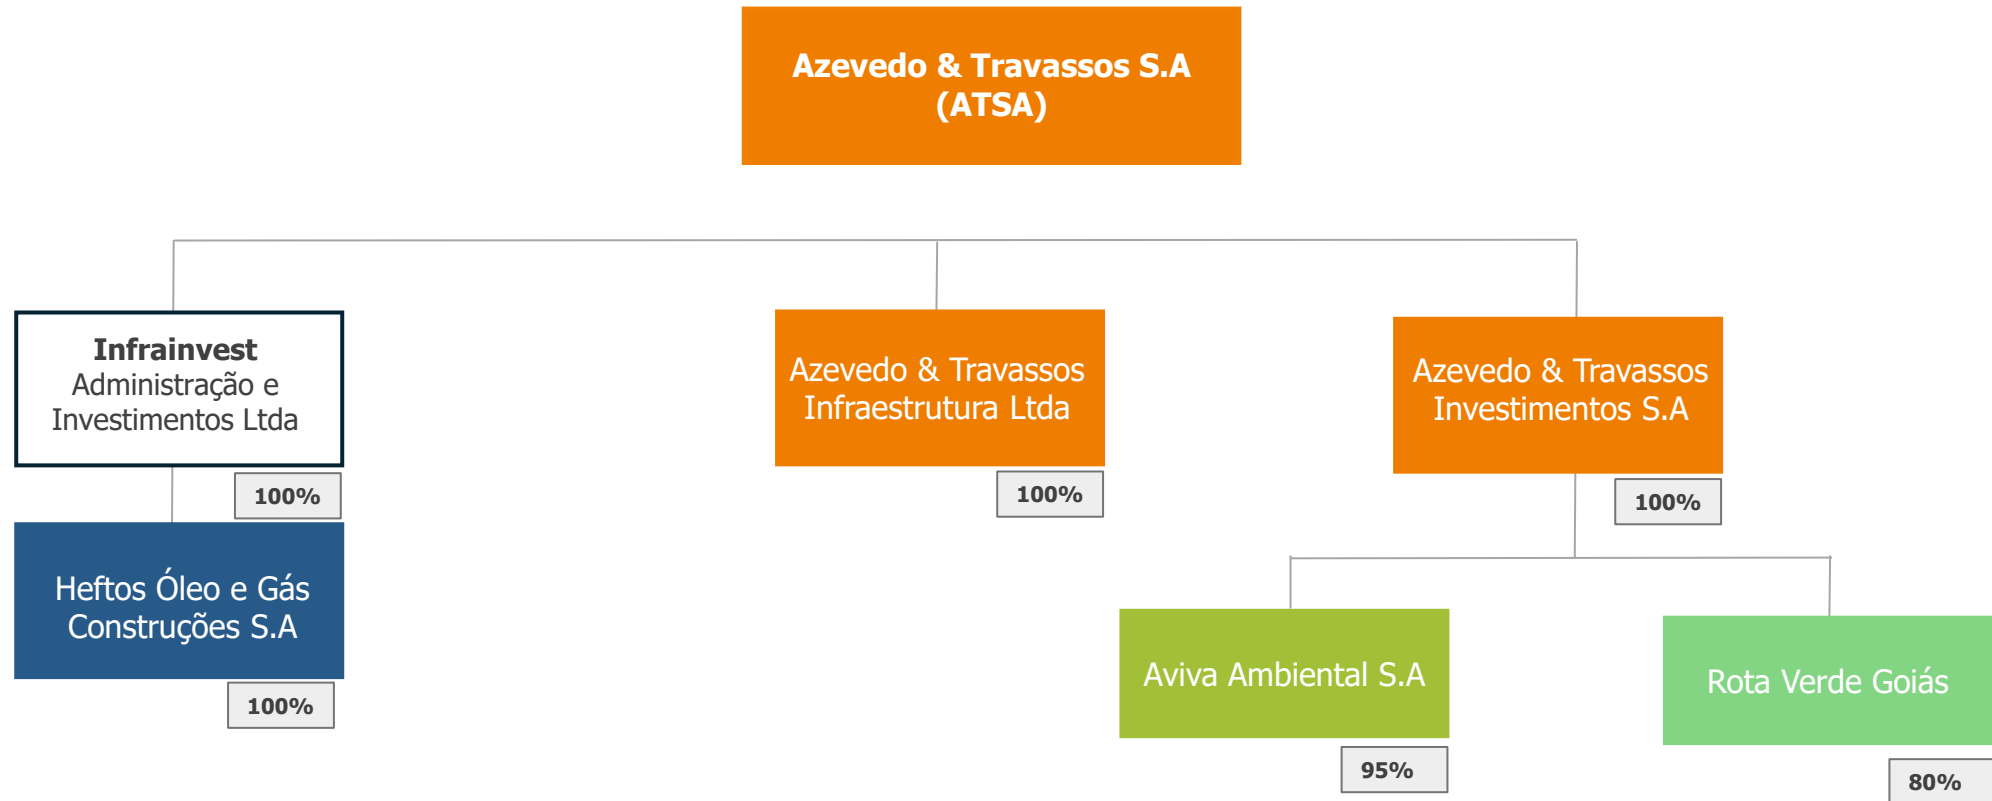 Azevedo & Travassos S.A
(ATSA)
Infrainvest
Administração e
Investimentos Ltda
100%
Azevedo & Travassos
Infraestrutura Ltda
100%
Azevedo & Travassos
Investimentos S.A
100%
Heftos Óleo e Gás
Construções S.A
100%
Aviva Ambiental S.A
95%
Rota Verde Goiás
80%